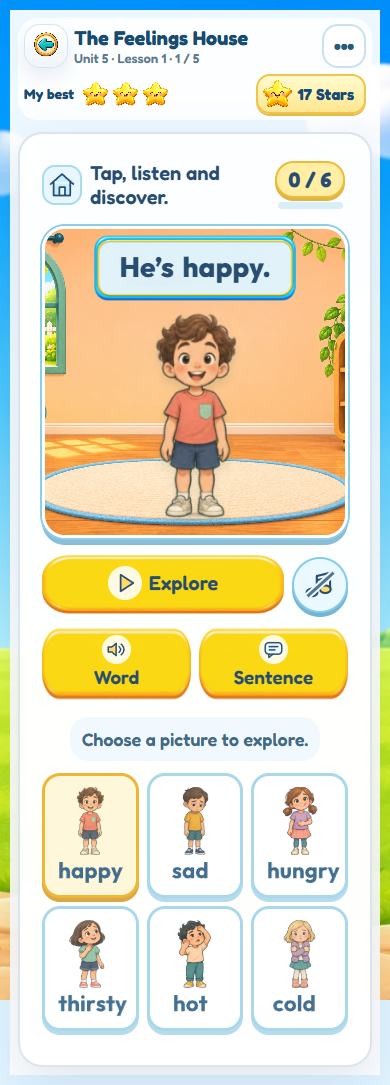 The Feelings House
Unit 5 · Lesson 1 · 1 / 5
My best
17 Stars
Tap, listen and
discover.
0 / 6
He's happy.
Explore
Word
Sentence
Choose a picture to explore.
happy
sad
hungry
thirsty
hot
cold